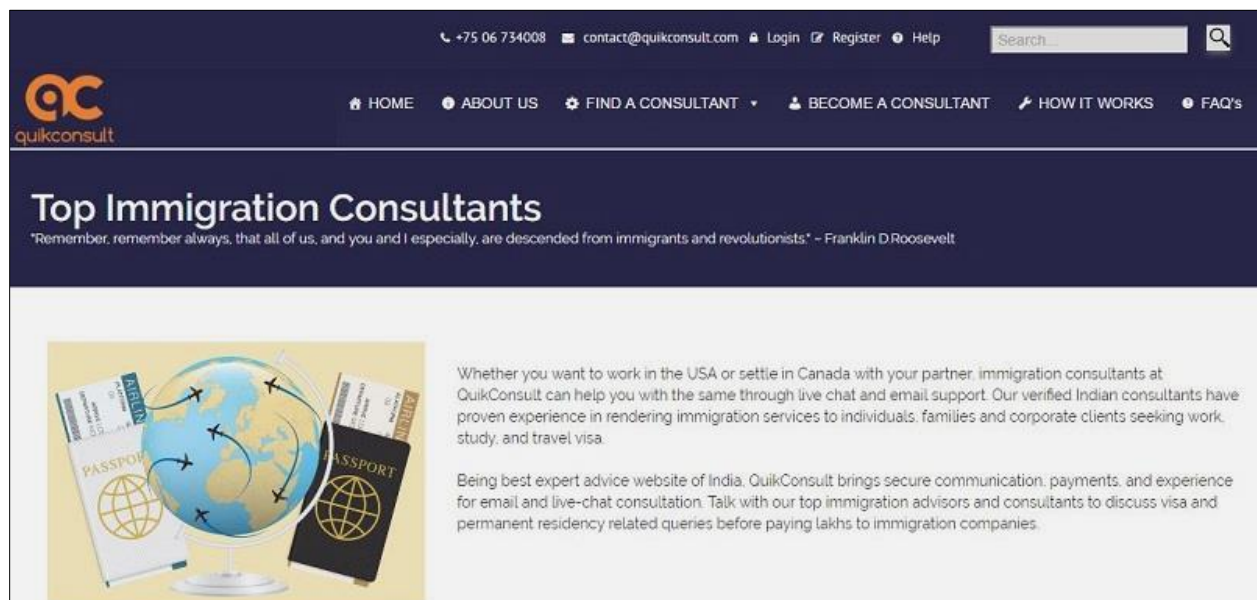 +75 06 734008 contact@quikconsult.com Login Register Help Search...
QC
quikconsult
HOME ABOUT US FIND A CONSULTANT BECOME A CONSULTANT HOW IT WORKS FAQ's
Top Immigration Consultants
"Remember, remember always, that all of us, and you and I especially, are descended from immigrants and revolutionists." – Franklin D.Roosevelt
AIRLIN
PASSPOR
AIRLIN
ASSPORT
Whether you want to work in the USA or settle in Canada with your partner, immigration consultants at
QuikConsult can help you with the same through live chat and email support. Our verified Indian consultants have
proven experience in rendering immigration services to individuals, families and corporate clients seeking work,
study, and travel visa.
Being best expert advice website of India, QuikConsult brings secure communication, payments, and experience
for email and live-chat consultation. Talk with our top immigration advisors and consultants to discuss visa and
permanent residency related queries before paying lakhs to immigration companies.